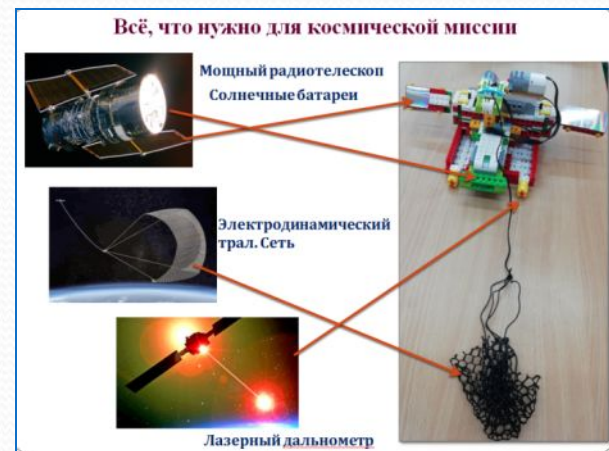 Всё, что нужно для космической миссии
Мощный радиотелескоп
Солнечные батареи
Электродинамический
трал. Сеть
Лазерный дальнометр